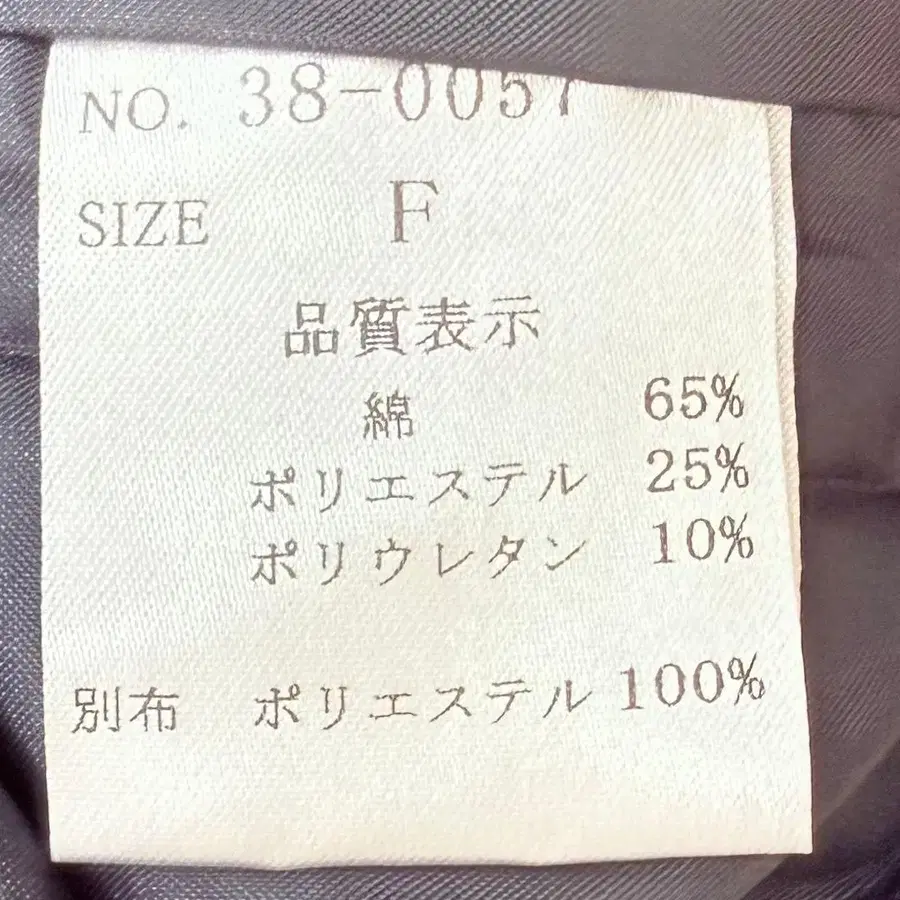 NO. 38-0057
SIZE F
品質表示
綿 65%
ポリエステル 25%
ポリウレタン 10%
別布 ポリエステル 100%